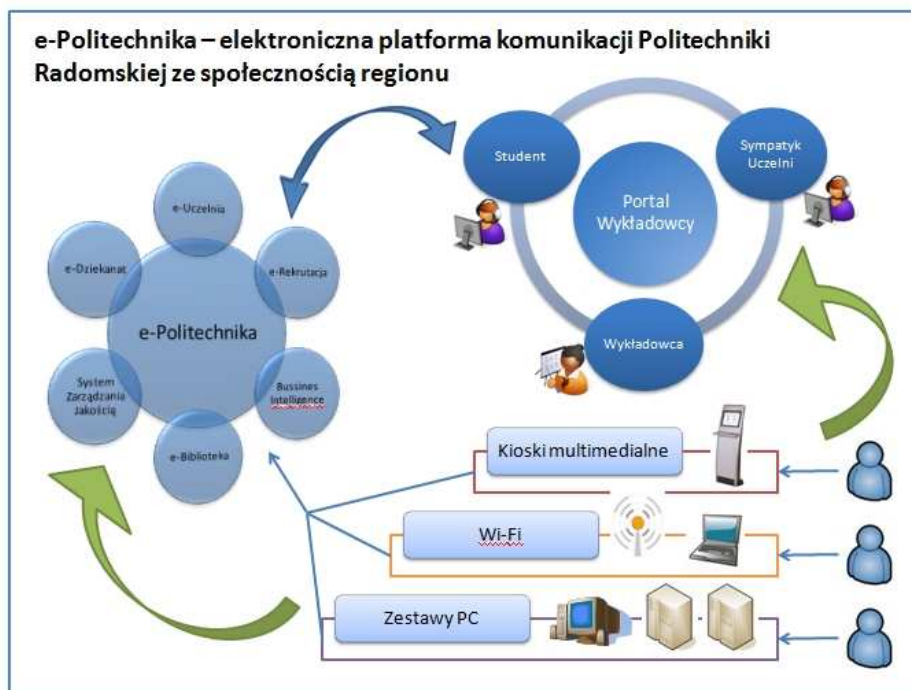 e-Politechnika – elektroniczna platforma komunikacji Politechniki
Radomskiej ze społecznością regionu
Student
Sympatyk
Uczelni
Portal
Wykładowcy
Wykładowca
e-Uczelnia
e-Dziekanat
e-Rekrutacja
e-Politechnika
System
Zarządzania
Jakością
Bussines
Intelligence
e-Biblioteka
Kioski multimedialne
Wi-Fi
Zestawy PC